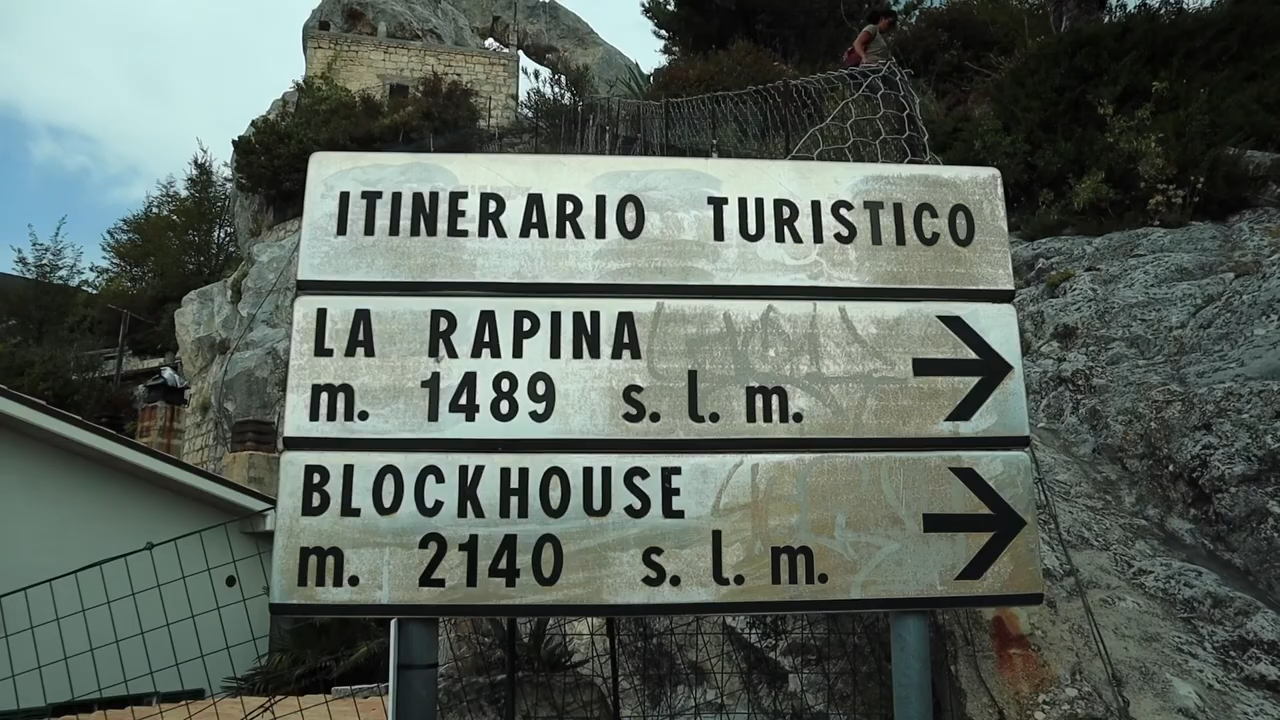 ITINERARIO TURISTICO
LA RAPINA
m. 1489 s. l. m.
BLOCKHOUSE
m. 2140 s. l. m.